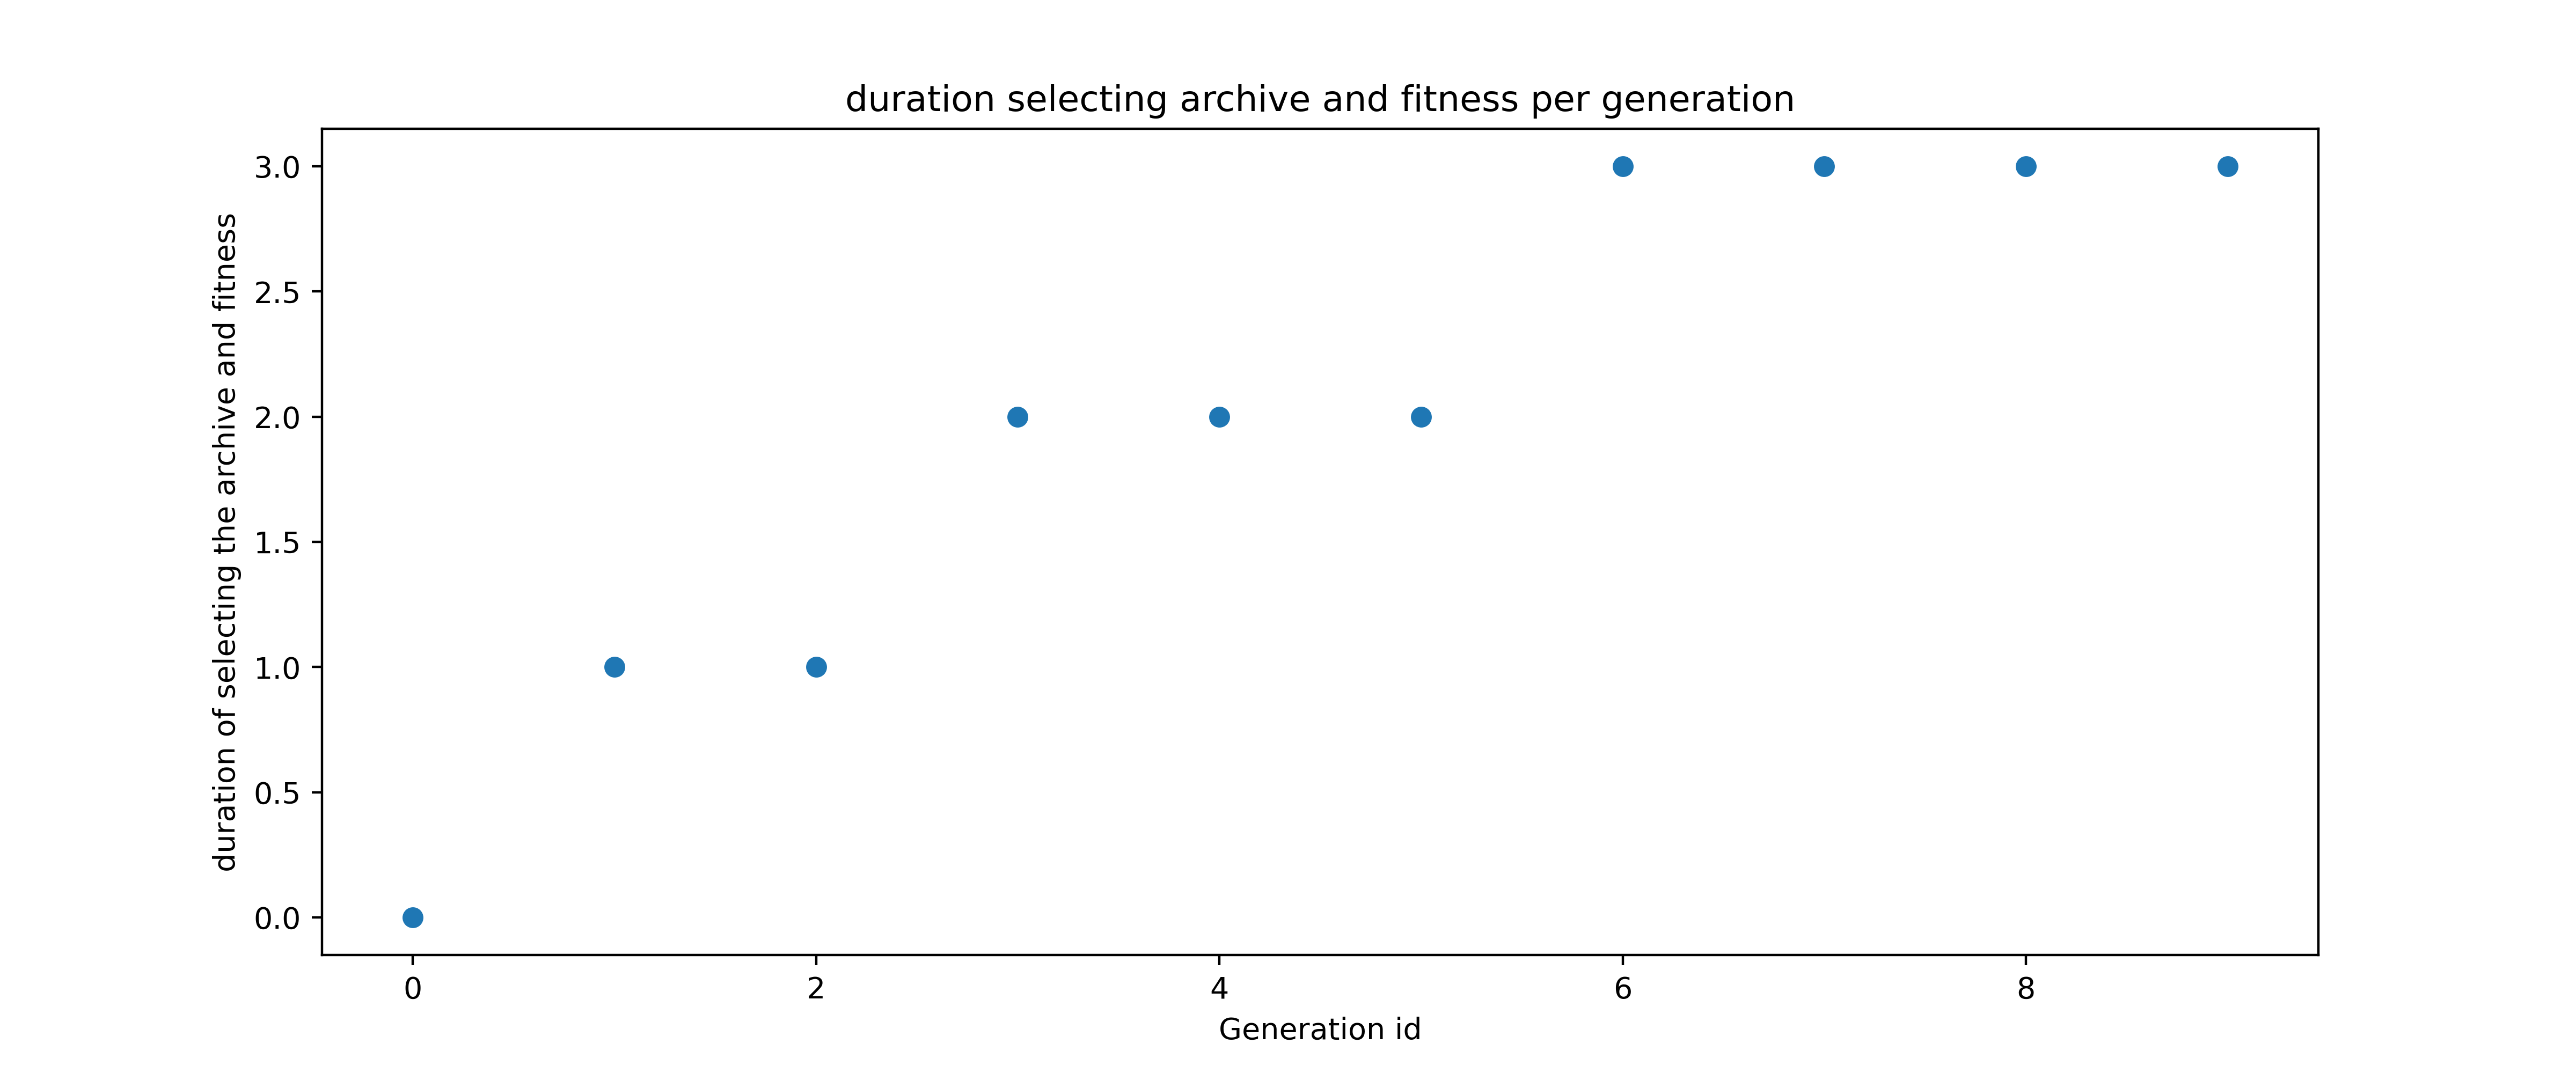 duration selecting archive and fitness per generation
duration of selecting the archive and fitness
3.0
2.5
2.0
1.5
1.0
0.5
0.0
0 2 4 6 8
Generation id